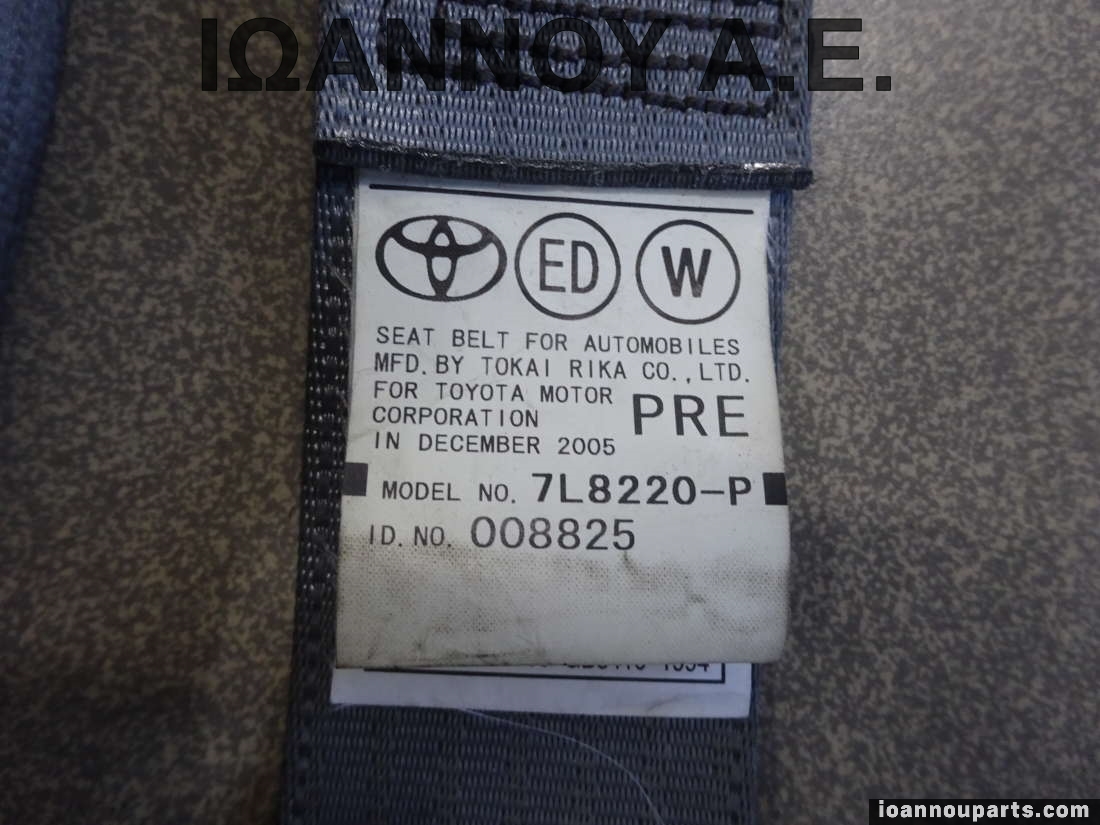 ΙΩΑΝΝΟΥ Α.Ε.
ED W
SEAT BELT FOR AUTOMOBILES
MFD. BY TOKAI RIKA CO., LTD.
FOR TOYOTA MOTOR
CORPORATION PRE
IN DECEMBER 2005
MODEL NO. 7L8220-P
ID. NO. 008825
ioannouparts.com